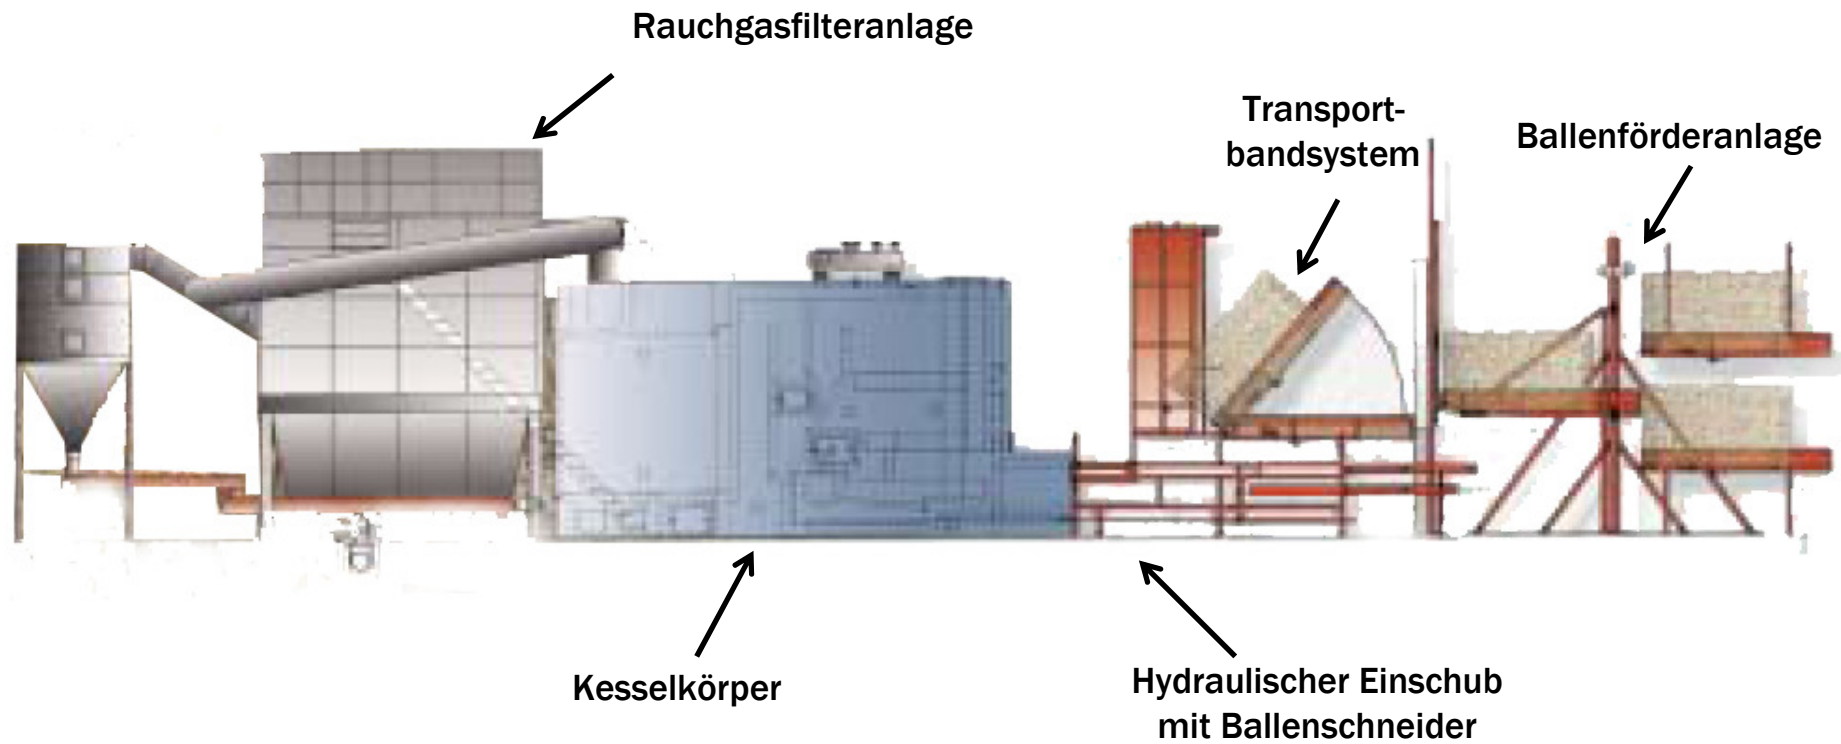 Rauchgasfilteranlage
Transport-
bandsystem
Ballenförderanlage
Kesselkörper
Hydraulischer Einschub
mit Ballenschneider